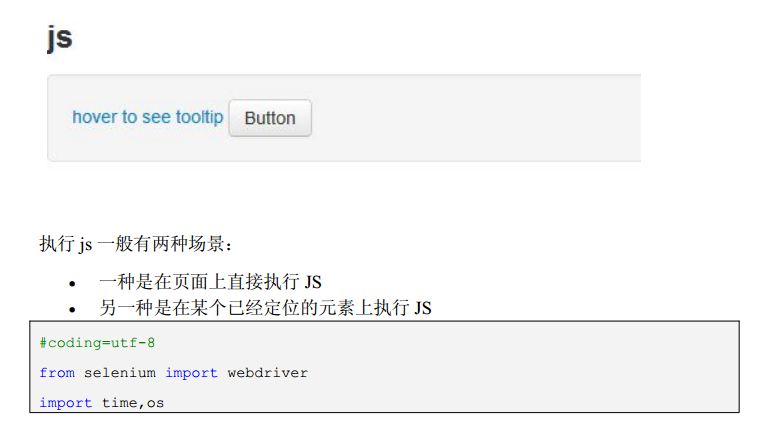 js
hover to see tooltip Button
执行 js 一般有两种场景：
• 一种是在页面上直接执行 JS
• 另一种是在某个已经定位的元素上执行 JS
#coding=utf-8
from selenium import webdriver
import time,os